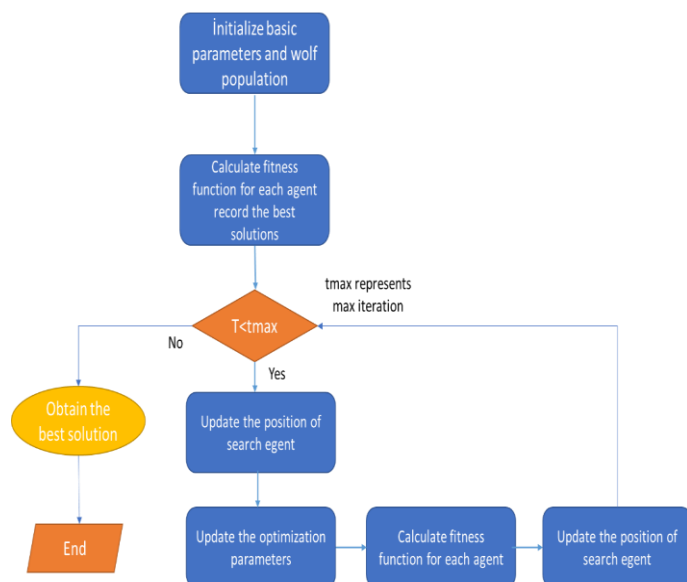 İnitialize basic
parameters and wolf
population
Calculate fitness
function for each agent
record the best
solutions
tmax represents
max iteration
T<tmax
No
Yes
Obtain the
best solution
Update the position of
search egent
End
Update the optimization
parameters
Calculate fitness
function for each agent
Update the position of
search egent